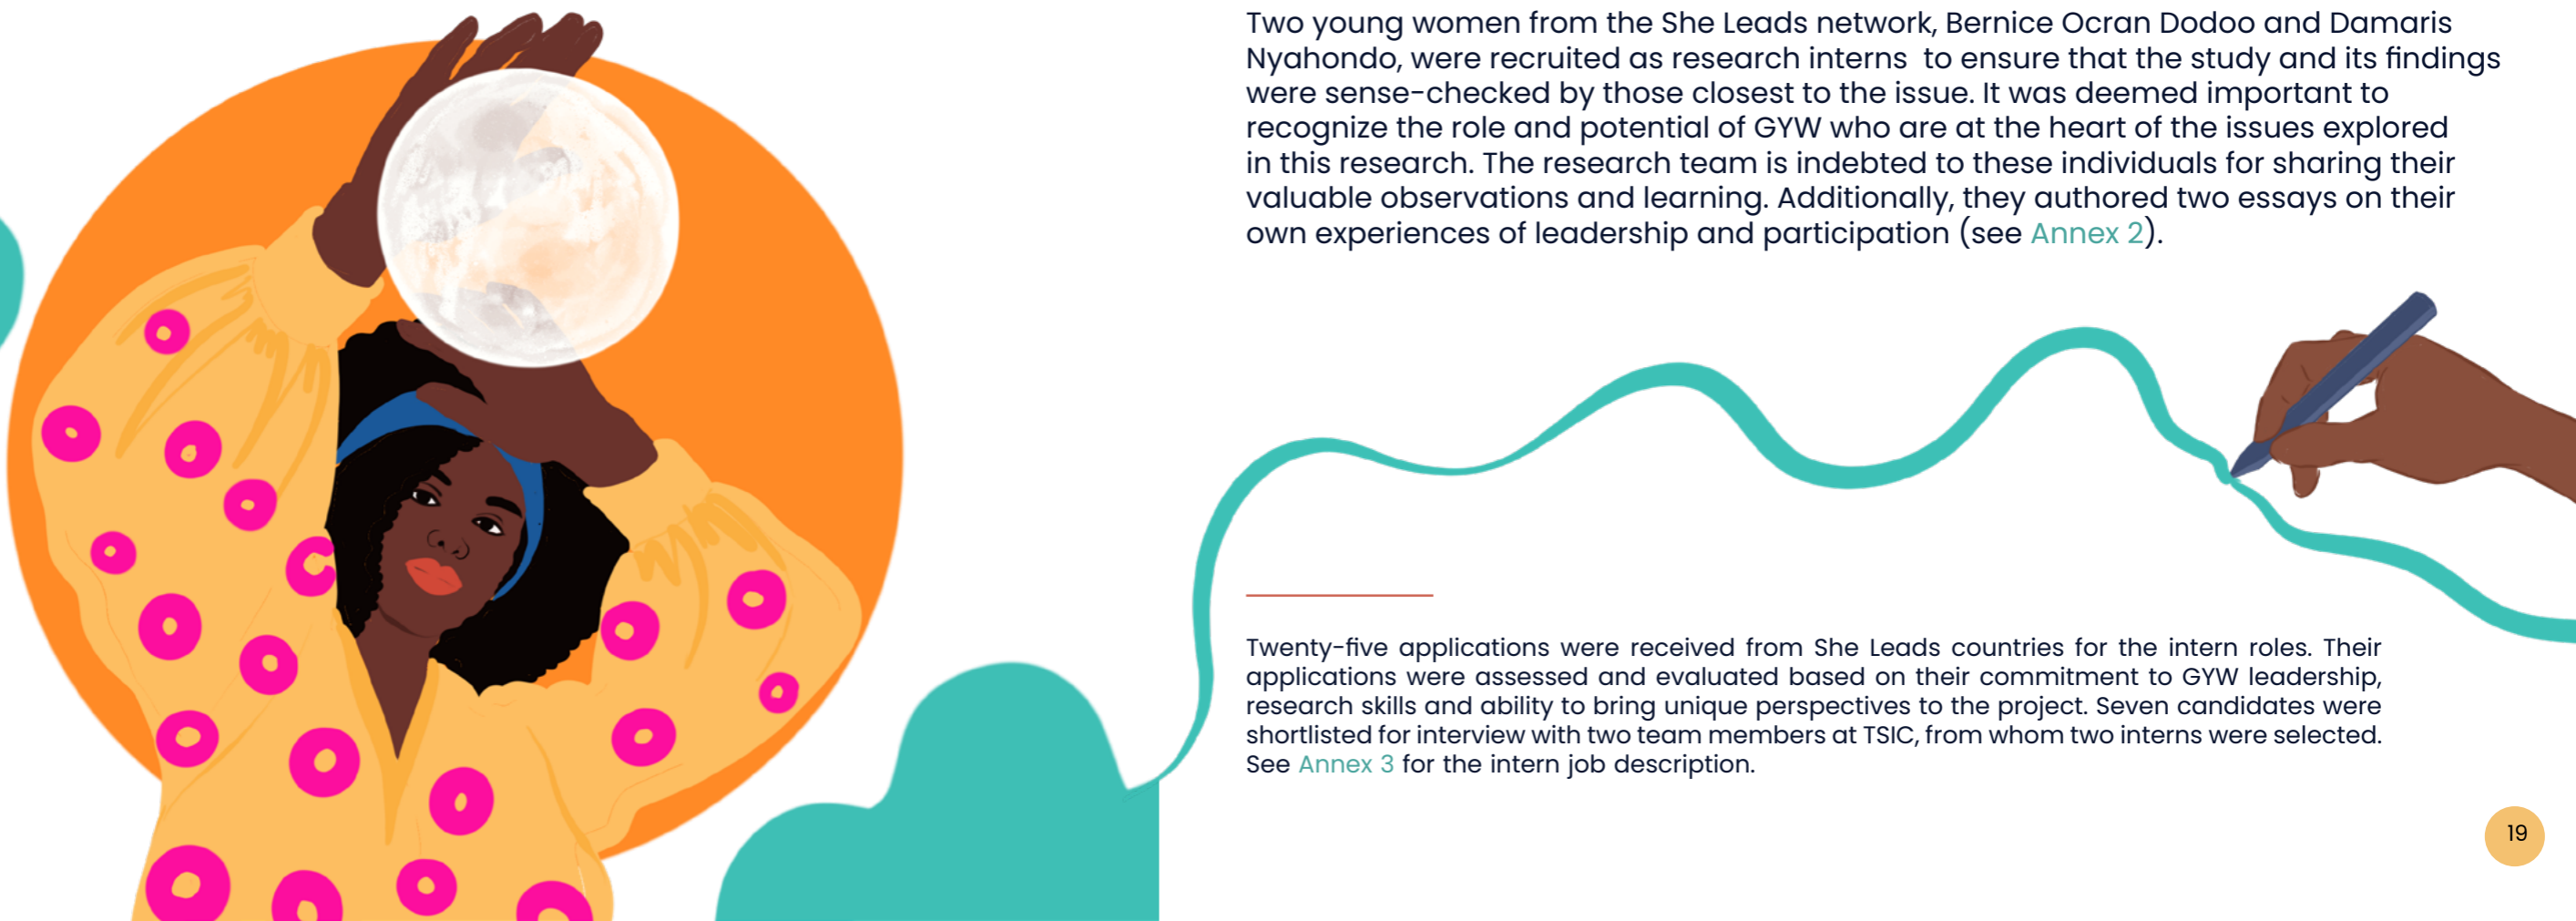 Two young women from the She Leads network, Bernice Ocran Dodoo and Damaris
Nyahondo, were recruited as research interns  to ensure that the study and its findings
were sense-checked by those closest to the issue. It was deemed important to
recognize the role and potential of GYW who are at the heart of the issues explored
in this research. The research team is indebted to these individuals for sharing their
valuable observations and learning. Additionally, they authored two essays on their
own experiences of leadership and participation (see Annex 2).
Twenty-five applications were received from She Leads countries for the intern roles. Their
applications were assessed and evaluated based on their commitment to GYW leadership,
research skills and ability to bring unique perspectives to the project. Seven candidates were
shortlisted for interview with two team members at TSIC, from whom two interns were selected.
See Annex 3 for the intern job description.
19